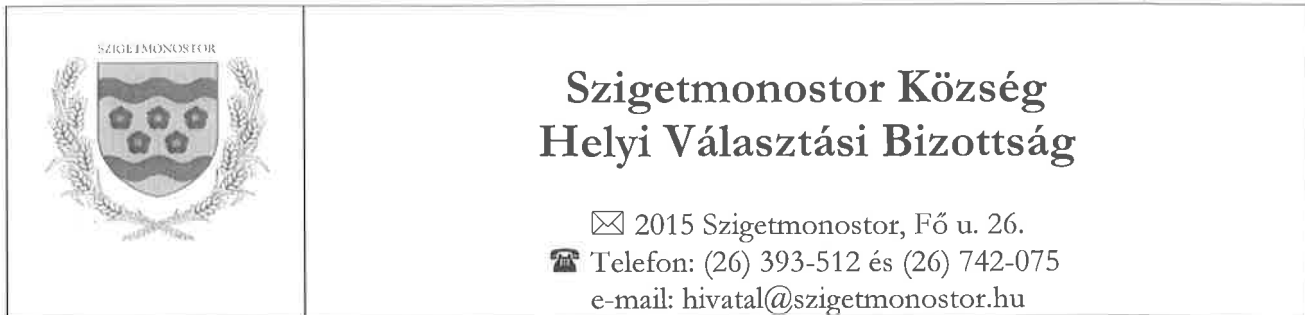 SZIGETMONOSTOR
Szigetmonostor Község
Helyi Választási Bizottság
✉ 2015 Szigetmonostor, Fő u. 26.
☎ Telefon: (26) 393-512 és (26) 742-075
e-mail: hivatal@szigetmonostor.hu